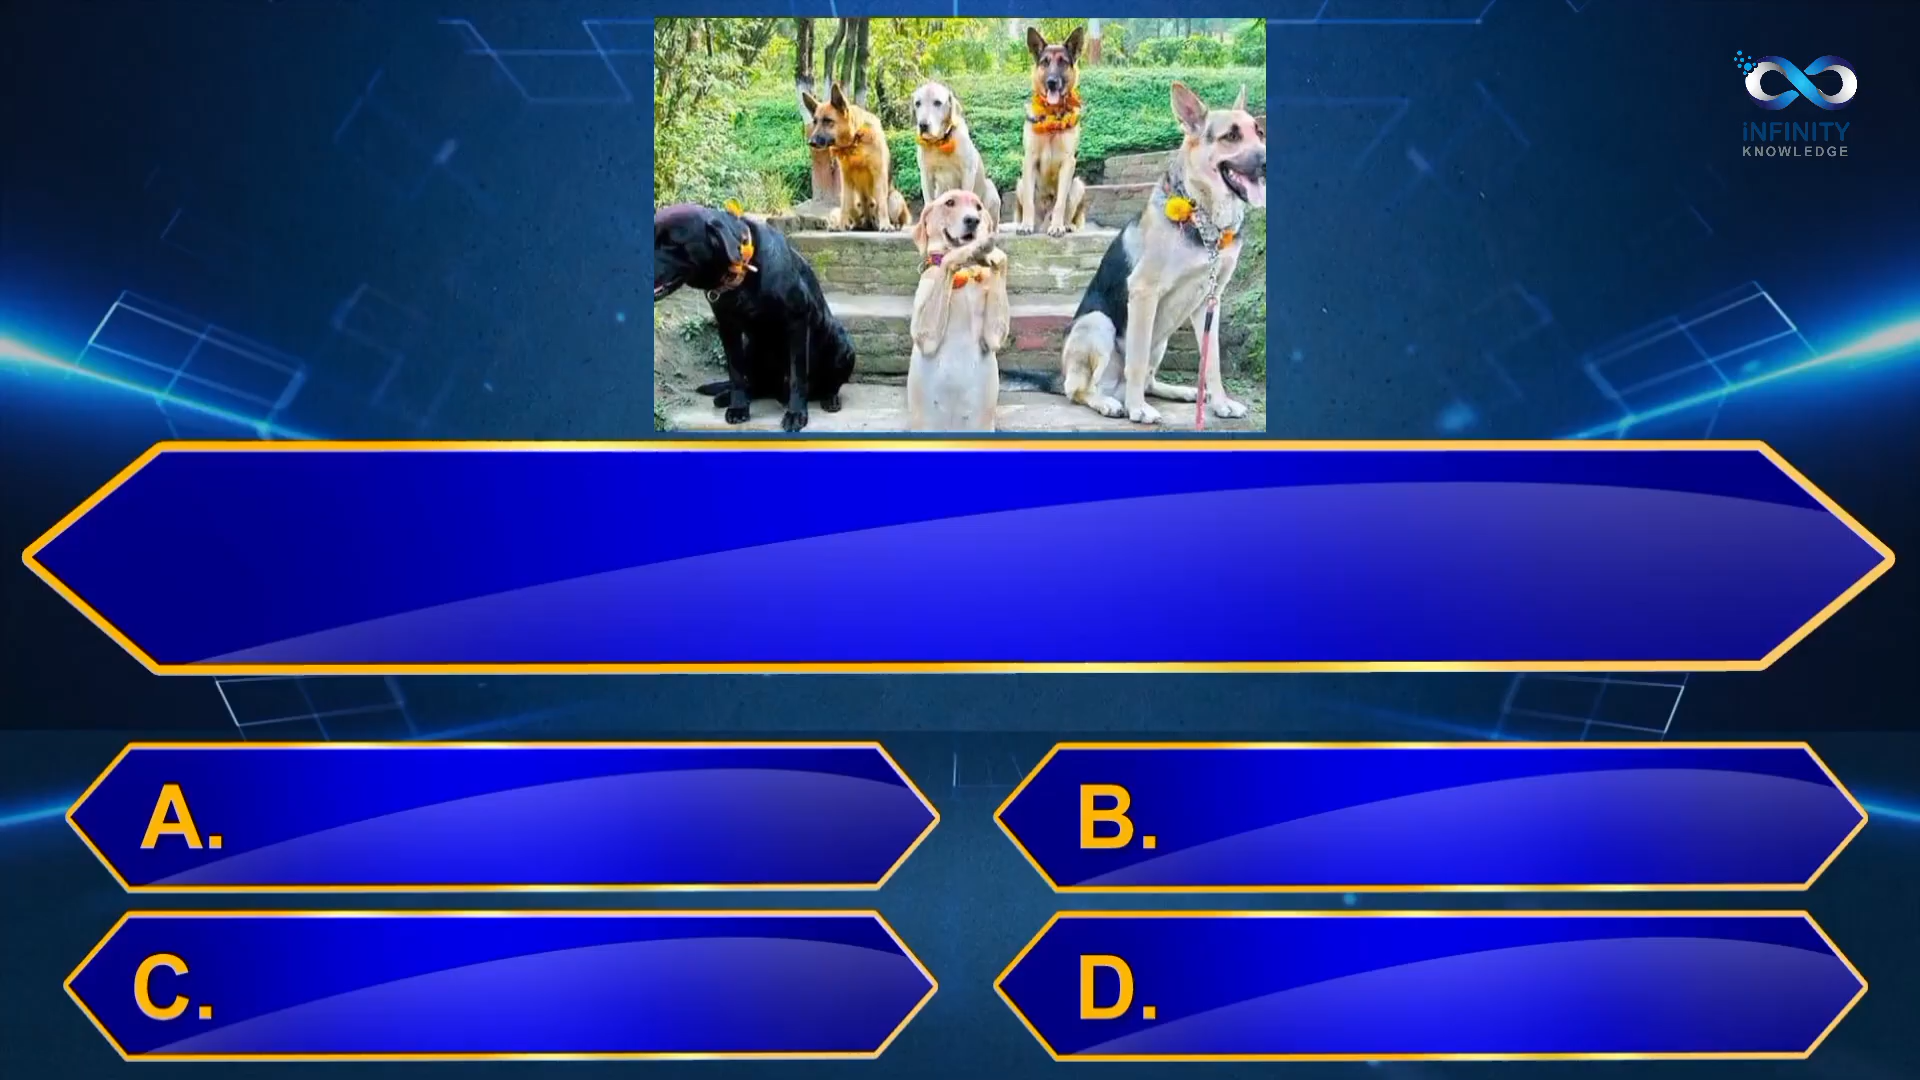 iNFINITY
KNOWLEDGE
A.
B.
C.
D.